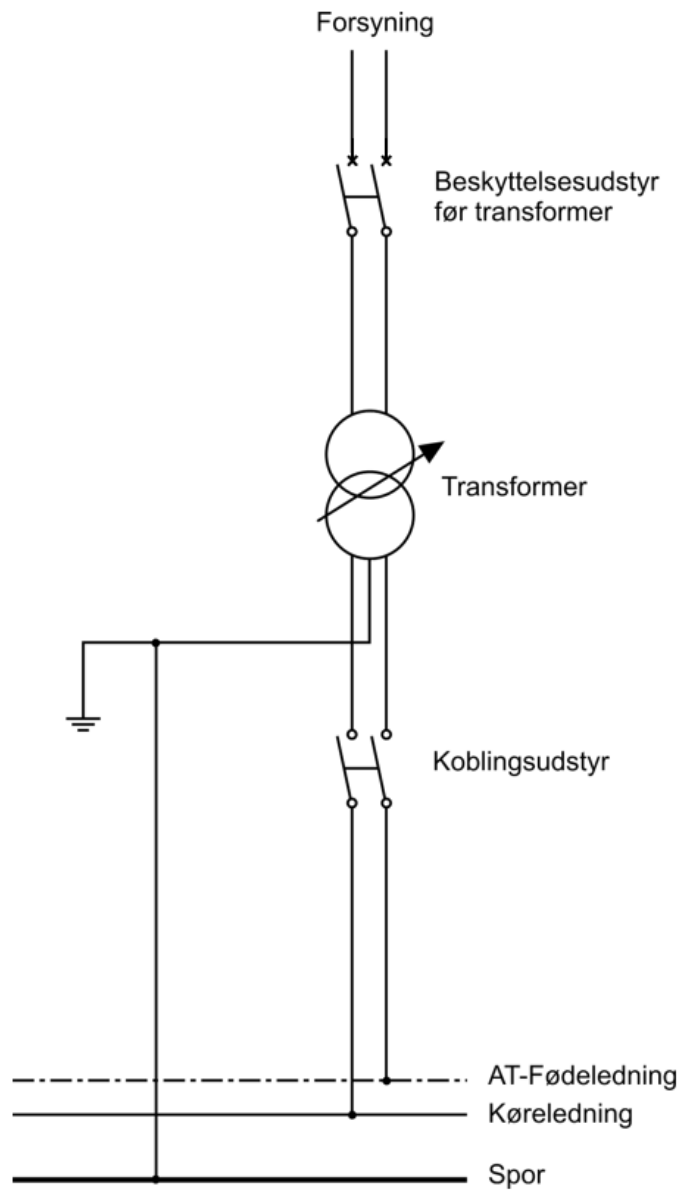 Forsyning
Beskyttelsesudstyr
før transformer
Transformer
Koblingsudstyr
AT-Fødeledning
Køreledning
Spor